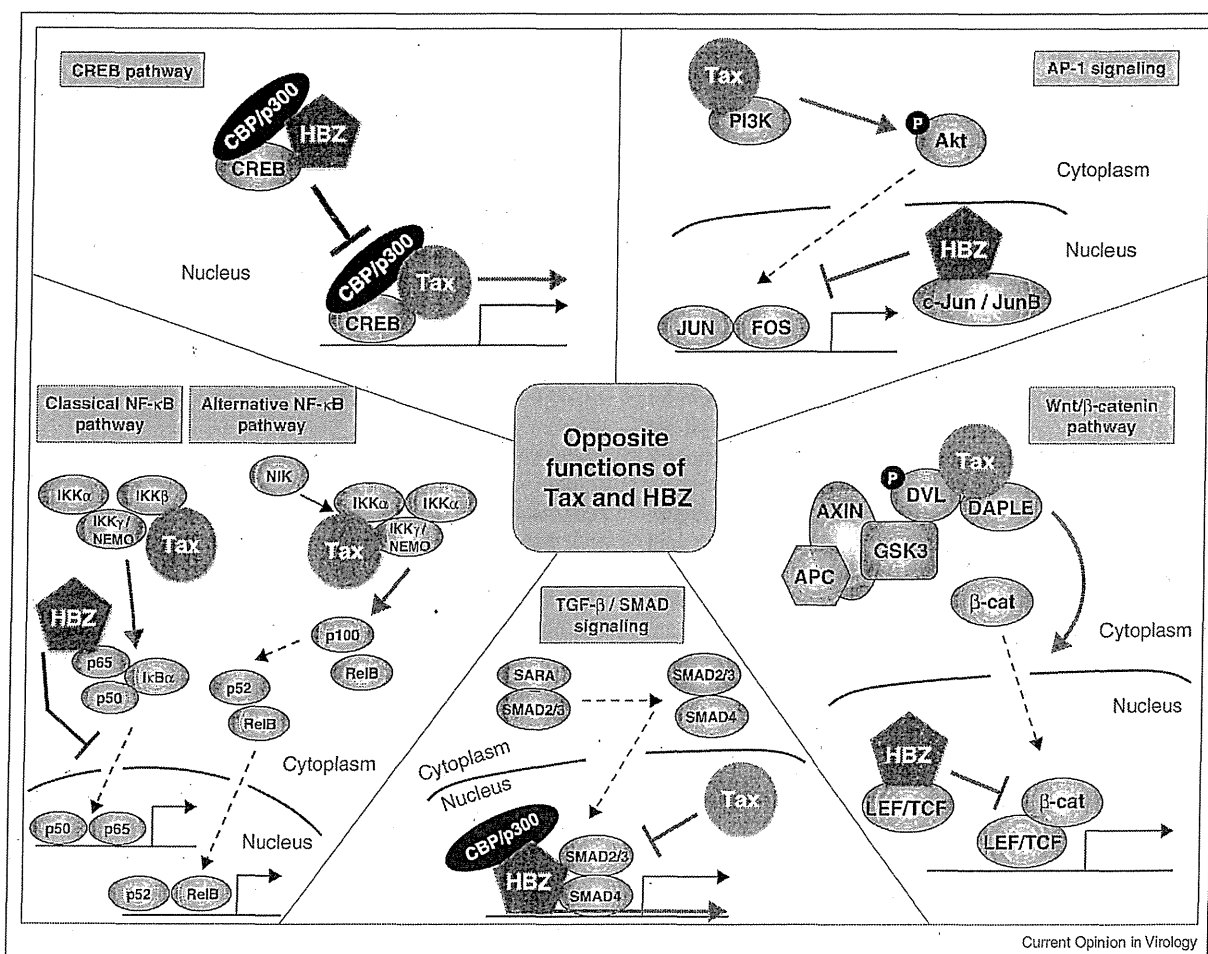 CREB pathway
CBP/p300
HBZ
CREB
Nucleus
CBP/p300
Tax
CREB
AP-1 signaling
Tax
PI3K
P
Akt
Cytoplasm
Nucleus
HBZ
c-Jun / JunB
JUN
FOS
Opposite
functions of
Tax and HBZ
Classical NF-κB
pathway
Alternative NF-κB
pathway
IKKα
IKKβ
IKKγ/
NEMO
Tax
HBZ
p65
p50
IκBα
NIK
IKKα
IKKα
IKKγ/
NEMO
Tax
p100
RelB
p52
RelB
Cytoplasm
Nucleus
p50
p65
p52
RelB
TGF-β / SMAD
signaling
SARA
SMAD2/3
SMAD2/3
SMAD4
Cytoplasm
Nucleus
Tax
CBP/p300
HBZ
SMAD2/3
SMAD4
Wnt/β-catenin
pathway
Tax
P
DVL
DAPLE
AXIN
GSK3
APC
β-cat
Cytoplasm
Nucleus
HBZ
LEF/TCF
β-cat
LEF/TCF
Current Opinion in Virology